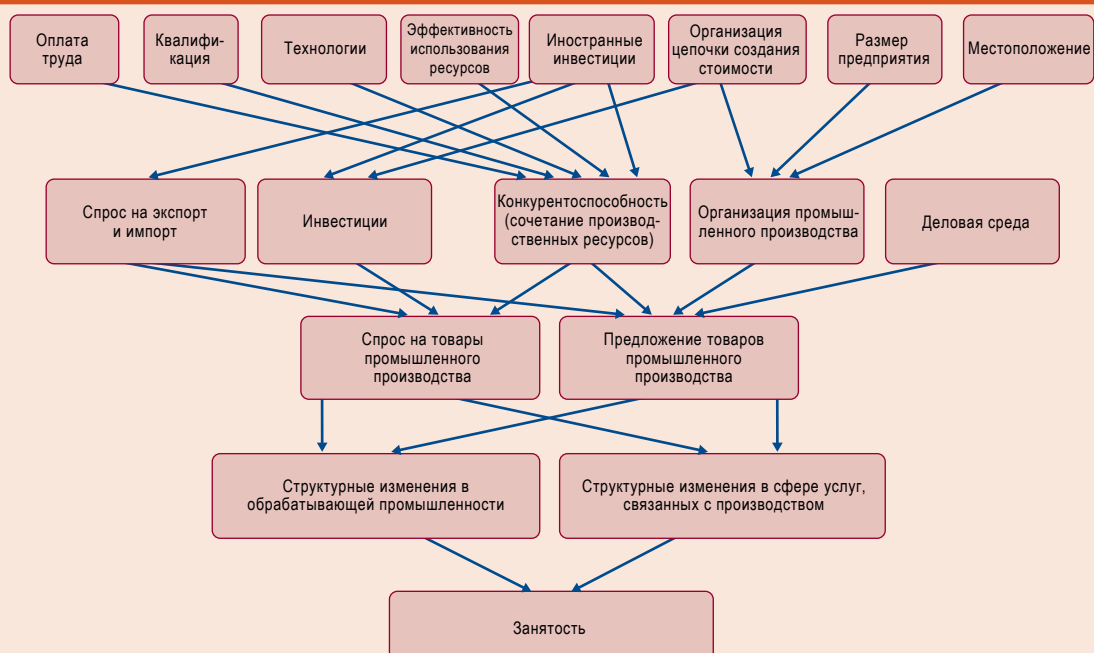 Оплата
труда
Квалифи-
кация
Технологии
Эффективность
использования
ресурсов
Иностранные
инвестиции
Организация
цепочки создания
стоимости
Размер
предприятия
Местоположение
Спрос на экспорт
и импорт
Инвестиции
Конкурентоспособность
(сочетание производ-
ственных ресурсов)
Организация промыш-
ленного производства
Деловая среда
Спрос на товары
промышленного
производства
Предложение товаров
промышленного
производства
Структурные изменения в
обрабатывающей промышленности
Структурные изменения в сфере услуг,
связанных с производством
Занятость